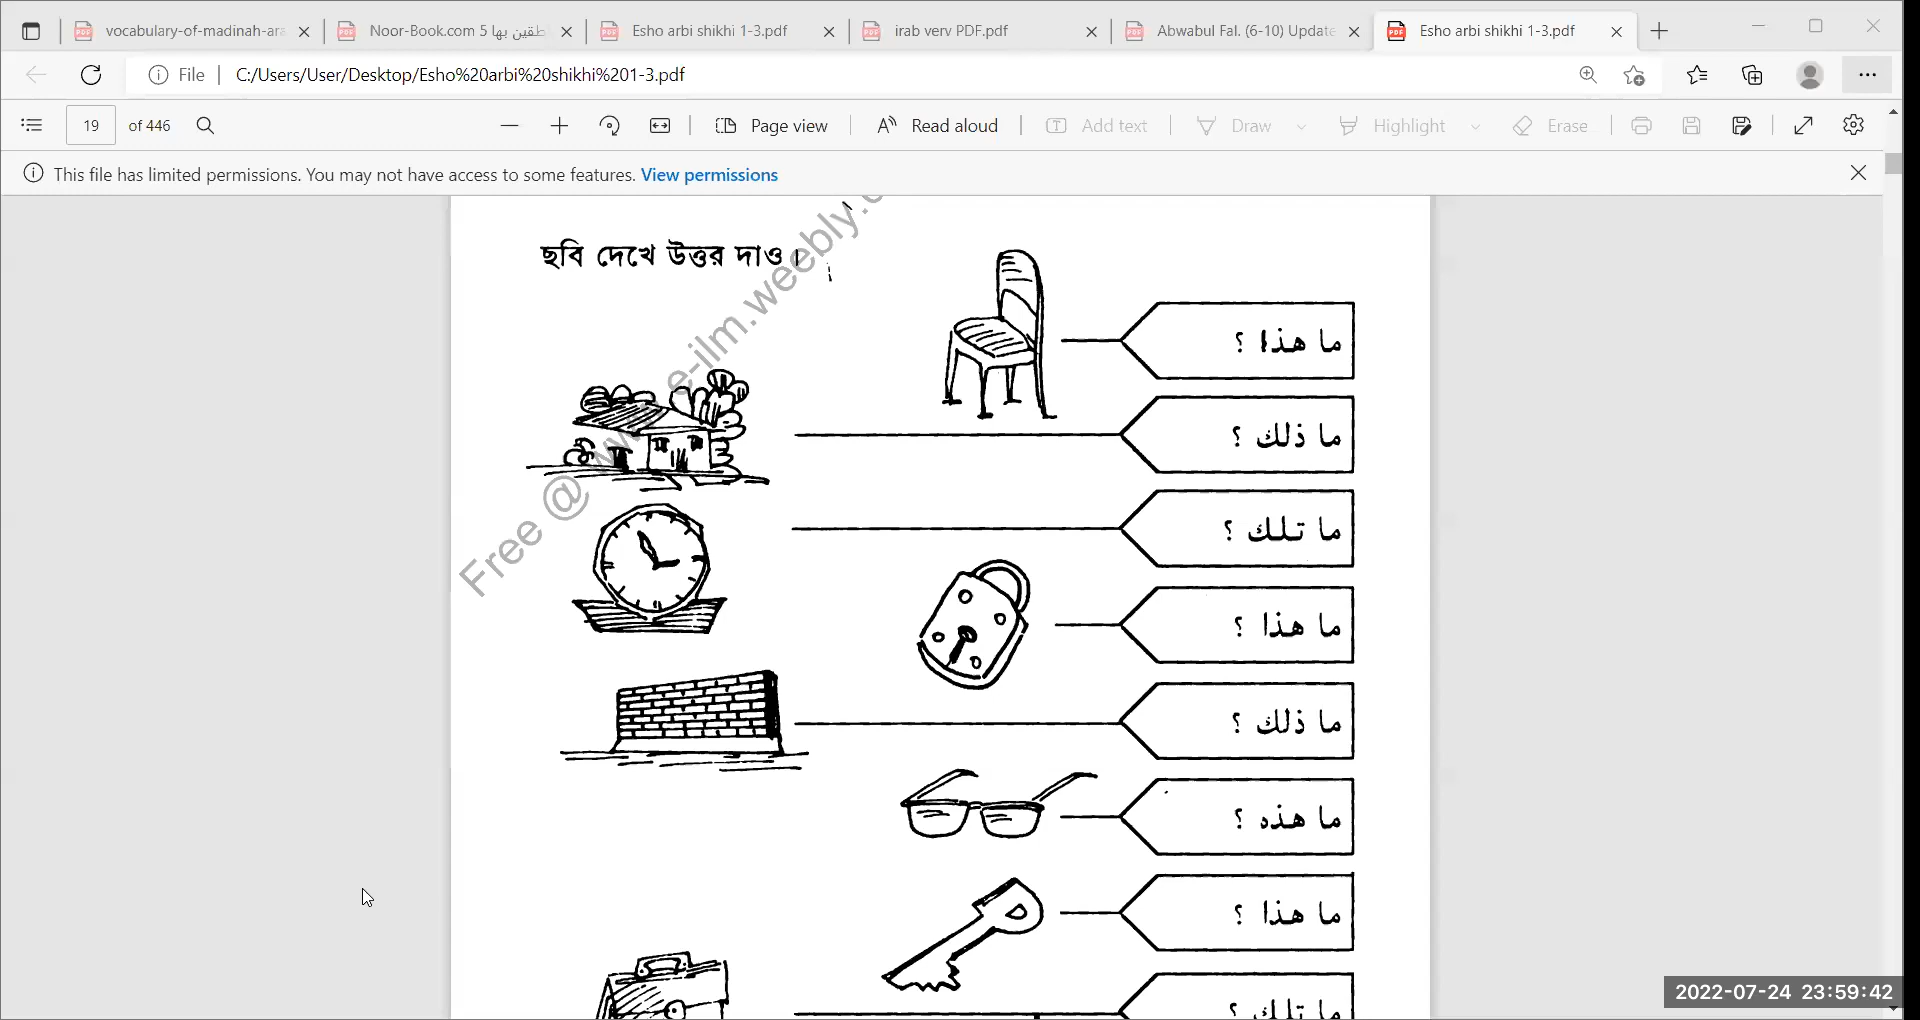 vocabulary-of-madinah-ara
Noor-Book.com 5 طقين بها
Esho arbi shikhi 1-3.pdf
irab verv PDF.pdf
Abwabul Fal. (6-10) Update
Esho arbi shikhi 1-3.pdf
File C:/Users/User/Desktop/Esho%20arbi%20shikhi%201-3.pdf
19 of 446 Page view Read aloud Add text Draw Highlight Erase
This file has limited permissions. You may not have access to some features. View permissions
ছবি দেখে উত্তর দাও।
Free @ www.e-ilm.weebly.c
ما هذا ؟
ما ذلك ؟
ما تلك ؟
ما هذا ؟
ما ذلك ؟
ما هذه ؟
ما هذا ؟
ما تلك ؟
2022-07-24 23:59:42